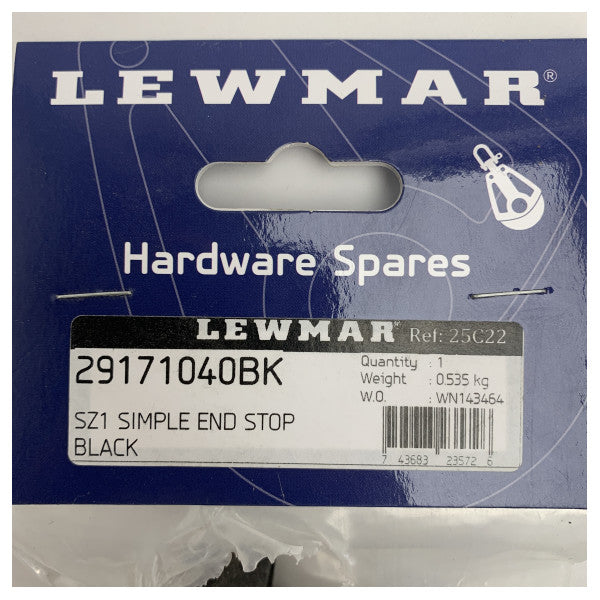 LEWMAR®
Hardware Spares
LEWMAR® Ref: 25C22
29171040BK
Quantity : 1
Weight : 0.535 kg
W.O. : WN143464
SZ1 SIMPLE END STOP
BLACK
7 43683 23572 6